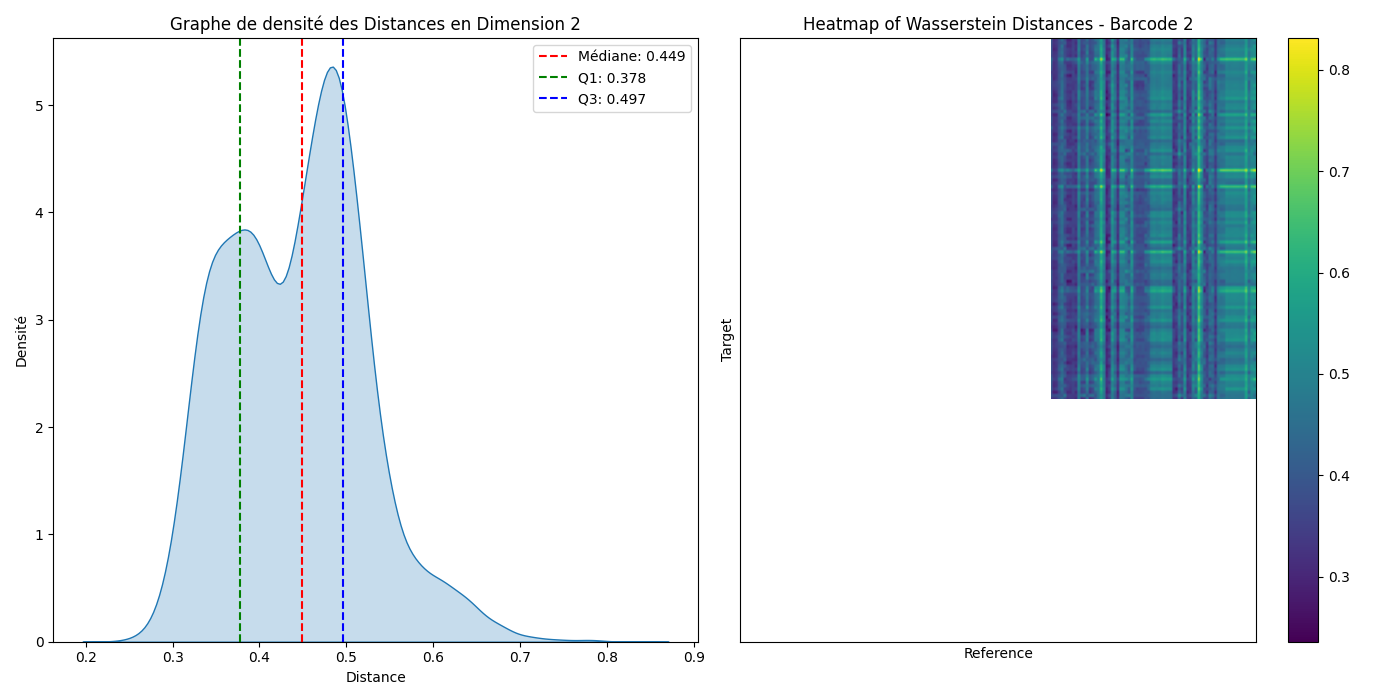 Graphe de densité des Distances en Dimension 2
Médiane: 0.449
Q1: 0.378
Q3: 0.497
Densité
5
4
3
2
1
0
0.2 0.3 0.4 0.5 0.6 0.7 0.8 0.9
Distance
Heatmap of Wasserstein Distances - Barcode 2
Target
Reference
0.8
0.7
0.6
0.5
0.4
0.3